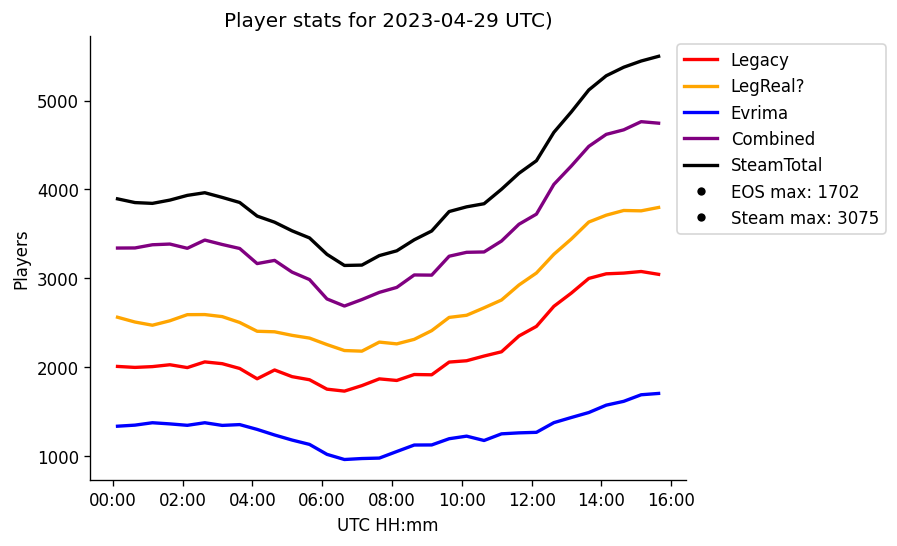 Player stats for 2023-04-29 UTC)
Players
5000
4000
3000
2000
1000
00:00 02:00 04:00 06:00 08:00 10:00 12:00 14:00 16:00
UTC HH:mm
Legacy
LegReal?
Evrima
Combined
SteamTotal
EOS max: 1702
Steam max: 3075